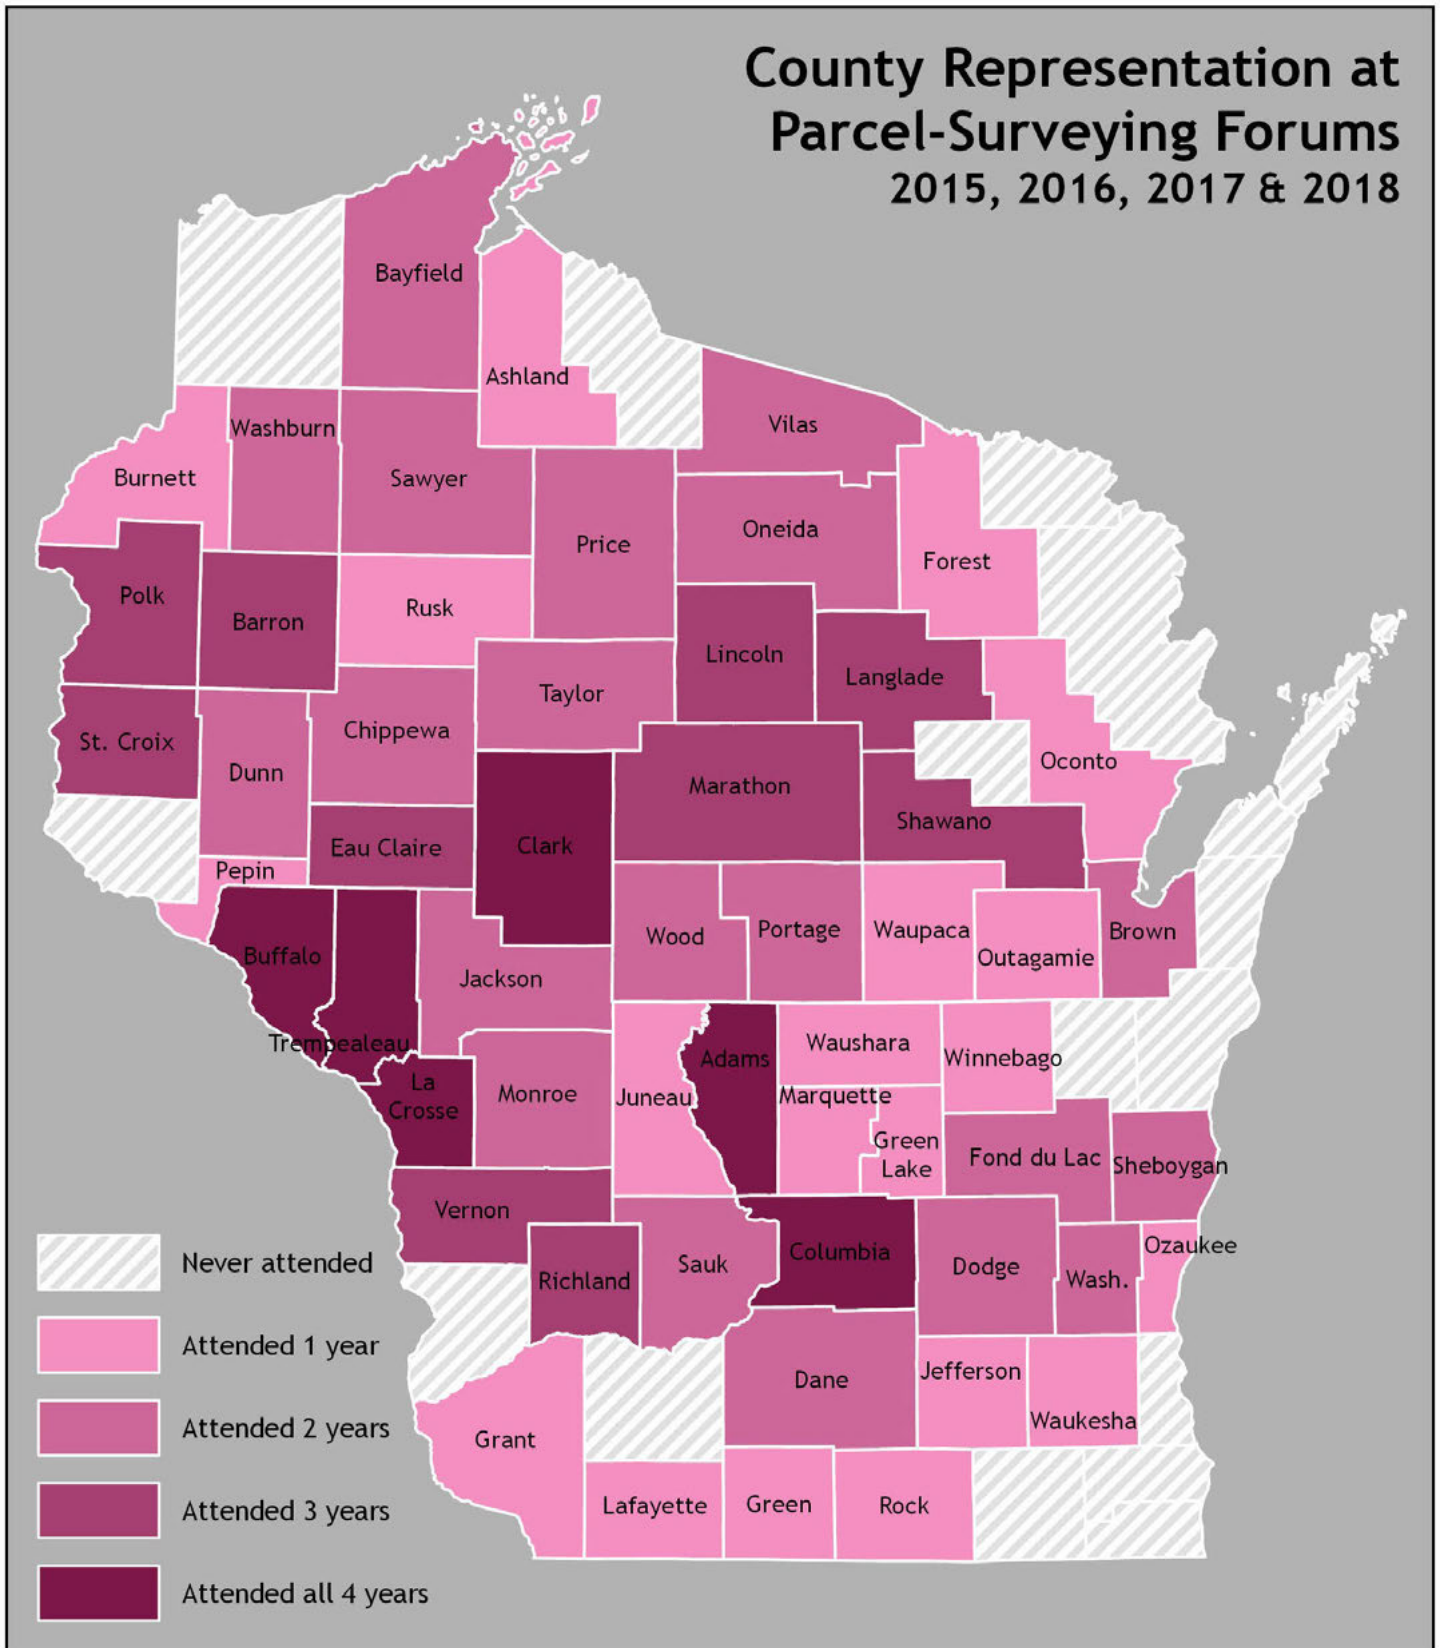 County Representation at
Parcel-Surveying Forums
2015, 2016, 2017 & 2018
Bayfield
Ashland
Vilas
Washburn
Burnett
Sawyer
Oneida
Price
Forest
Polk
Rusk
Barron
Lincoln
Langlade
Taylor
Chippewa
St. Croix
Oconto
Dunn
Marathon
Shawano
Clark
Eau Claire
Pepin
Portage
Waupaca
Brown
Wood
Buffalo
Outagamie
Jackson
Waushara
Trempealeau
Winnebago
Adams
La
Crosse
Monroe
Juneau
Marquette
Green
Lake
Fond du Lac
Sheboygan
Vernon
Ozaukee
Columbia
Sauk
Dodge
Richland
Wash.
Jefferson
Dane
Waukesha
Grant
Lafayette
Green
Rock
Never attended
Attended 1 year
Attended 2 years
Attended 3 years
Attended all 4 years